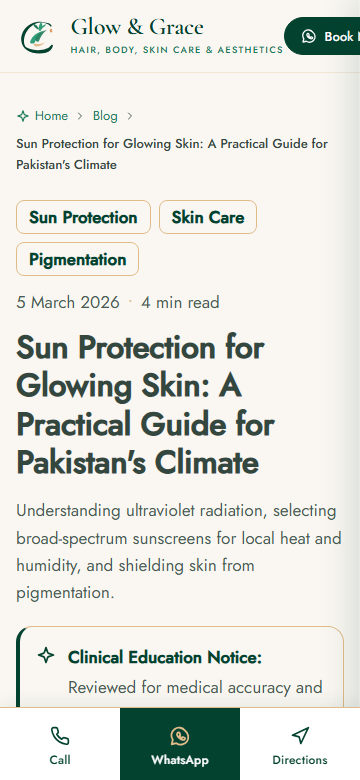 Glow & Grace
HAIR, BODY, SKIN CARE & AESTHETICS
Book
Home
Blog
Sun Protection for Glowing Skin: A Practical Guide for
Pakistan's Climate
Sun Protection
Skin Care
Pigmentation
5 March 2026 · 4 min read
Sun Protection for
Glowing Skin: A
Practical Guide for
Pakistan's Climate
Understanding ultraviolet radiation, selecting
broad-spectrum sunscreens for local heat and
humidity, and shielding skin from
pigmentation.
Clinical Education Notice:
Reviewed for medical accuracy and
Call
WhatsApp
Directions